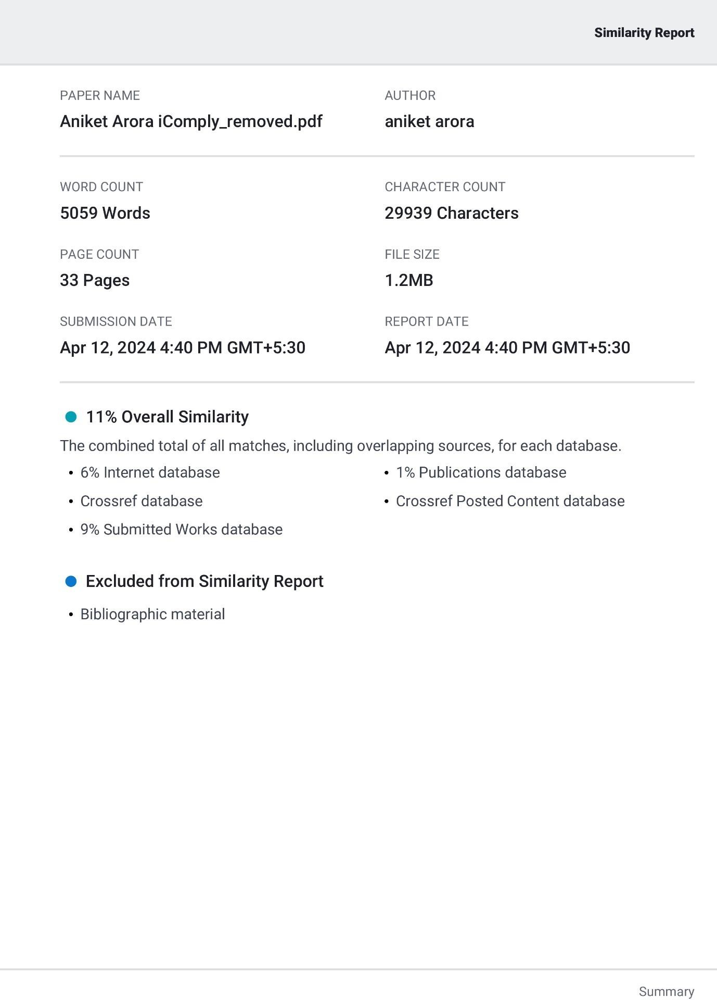 Similarity Report
PAPER NAME
Aniket Arora iComply_removed.pdf
AUTHOR
aniket arora
WORD COUNT
5059 Words
CHARACTER COUNT
29939 Characters
PAGE COUNT
33 Pages
FILE SIZE
1.2MB
SUBMISSION DATE
Apr 12, 2024 4:40 PM GMT+5:30
REPORT DATE
Apr 12, 2024 4:40 PM GMT+5:30
● 11% Overall Similarity
The combined total of all matches, including overlapping sources, for each database.
• 6% Internet database
• 1% Publications database
• Crossref database
• Crossref Posted Content database
• 9% Submitted Works database
● Excluded from Similarity Report
• Bibliographic material
Summary